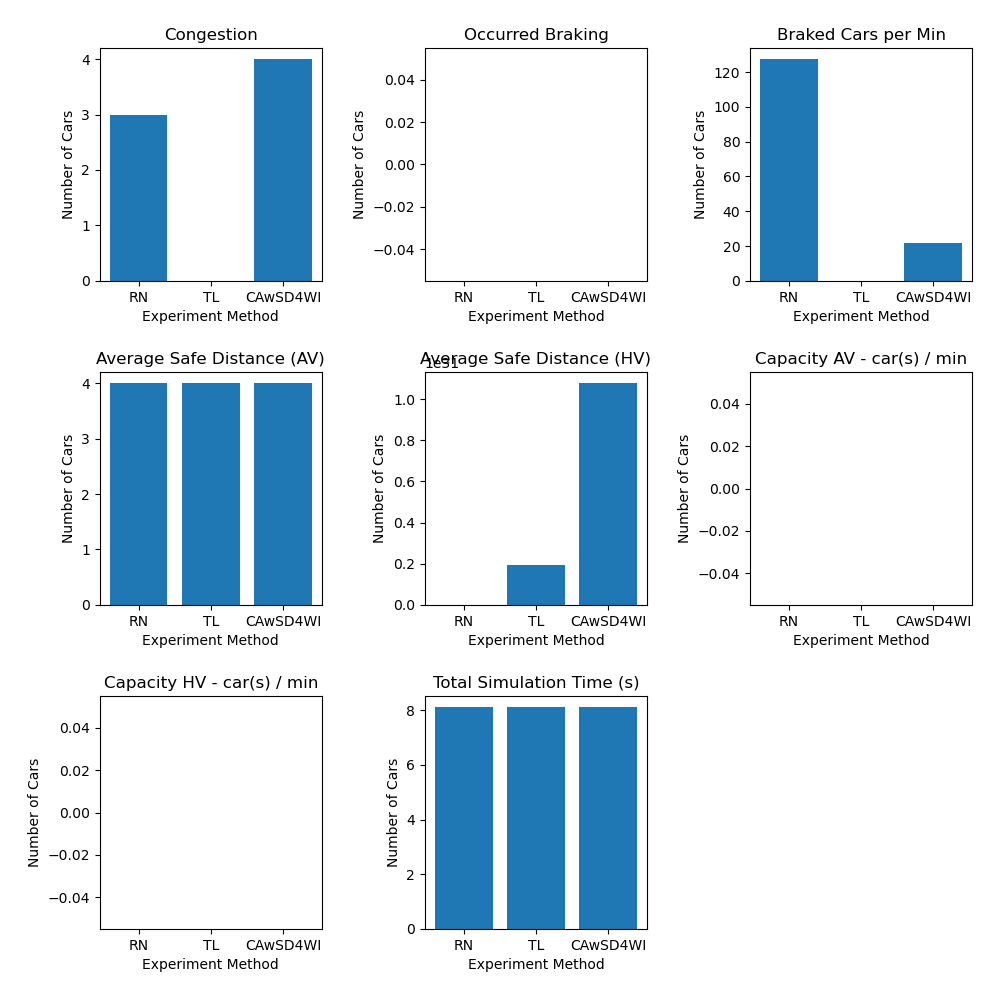 Congestion
Number of Cars
4
3
2
1
0
RN TL CAwSD4WI
Experiment Method
Occurred Braking
Number of Cars
0.04
0.02
0.00
−0.02
−0.04
RN TL CAwSD4WI
Experiment Method
Braked Cars per Min
Number of Cars
120
100
80
60
40
20
0
RN TL CAwSD4WI
Experiment Method
Average Safe Distance (AV)
Number of Cars
4
3
2
1
0
RN TL CAwSD4WI
Experiment Method
Average Safe Distance (HV)
Number of Cars
1.0
0.8
0.6
0.4
0.2
0.0
RN TL CAwSD4WI
Experiment Method
Capacity AV - car(s) / min
Number of Cars
0.04
0.02
0.00
−0.02
−0.04
RN TL CAwSD4WI
Experiment Method
Capacity HV - car(s) / min
Number of Cars
0.04
0.02
0.00
−0.02
−0.04
RN TL CAwSD4WI
Experiment Method
Total Simulation Time (s)
Number of Cars
8
6
4
2
0
RN TL CAwSD4WI
Experiment Method